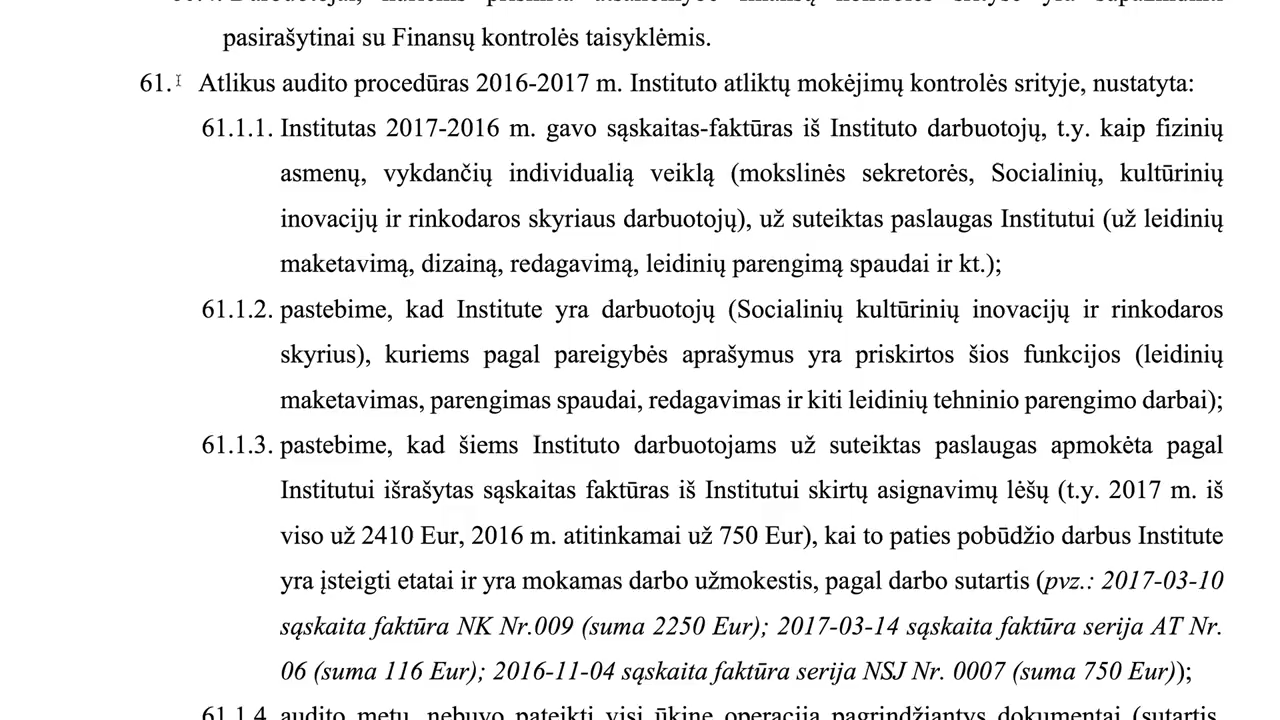 pasirašytinai su Finansų kontrolės taisyklėmis.
61. Atlikus audito procedūras 2016-2017 m. Instituto atliktų mokėjimų kontrolės srityje, nustatyta:
61.1.1. Institutas 2017-2016 m. gavo sąskaitas-faktūras iš Instituto darbuotojų, t.y. kaip fizinių
asmenų, vykdančių individualią veiklą (mokslinės sekretorės, Socialinių, kultūrinių
inovacijų ir rinkodaros skyriaus darbuotojų), už suteiktas paslaugas Institutui (už leidinių
maketavimą, dizainą, redagavimą, leidinių parengimą spaudai ir kt.);
61.1.2. pastebime, kad Institute yra darbuotojų (Socialinių kultūrinių inovacijų ir rinkodaros
skyrius), kuriems pagal pareigybės aprašymus yra priskirtos šios funkcijos (leidinių
maketavimas, parengimas spaudai, redagavimas ir kiti leidinių tehninio parengimo darbai);
61.1.3. pastebime, kad šiems Instituto darbuotojams už suteiktas paslaugas apmokėta pagal
Institutui išrašytas sąskaitas faktūras iš Institutui skirtų asignavimų lėšų (t.y. 2017 m. iš
viso už 2410 Eur, 2016 m. atitinkamai už 750 Eur), kai to paties pobūdžio darbus Institute
yra įsteigti etatai ir yra mokamas darbo užmokestis, pagal darbo sutartis (pvz.: 2017-03-10
sąskaita faktūra NK Nr.009 (suma 2250 Eur); 2017-03-14 sąskaita faktūra serija AT Nr.
06 (suma 116 Eur); 2016-11-04 sąskaita faktūra serija NSJ Nr. 0007 (suma 750 Eur));
61.1.4. audito metu, nebuvo pateikti visi ūkinę operaciją pagrindžiantys dokumentai (sutartis,